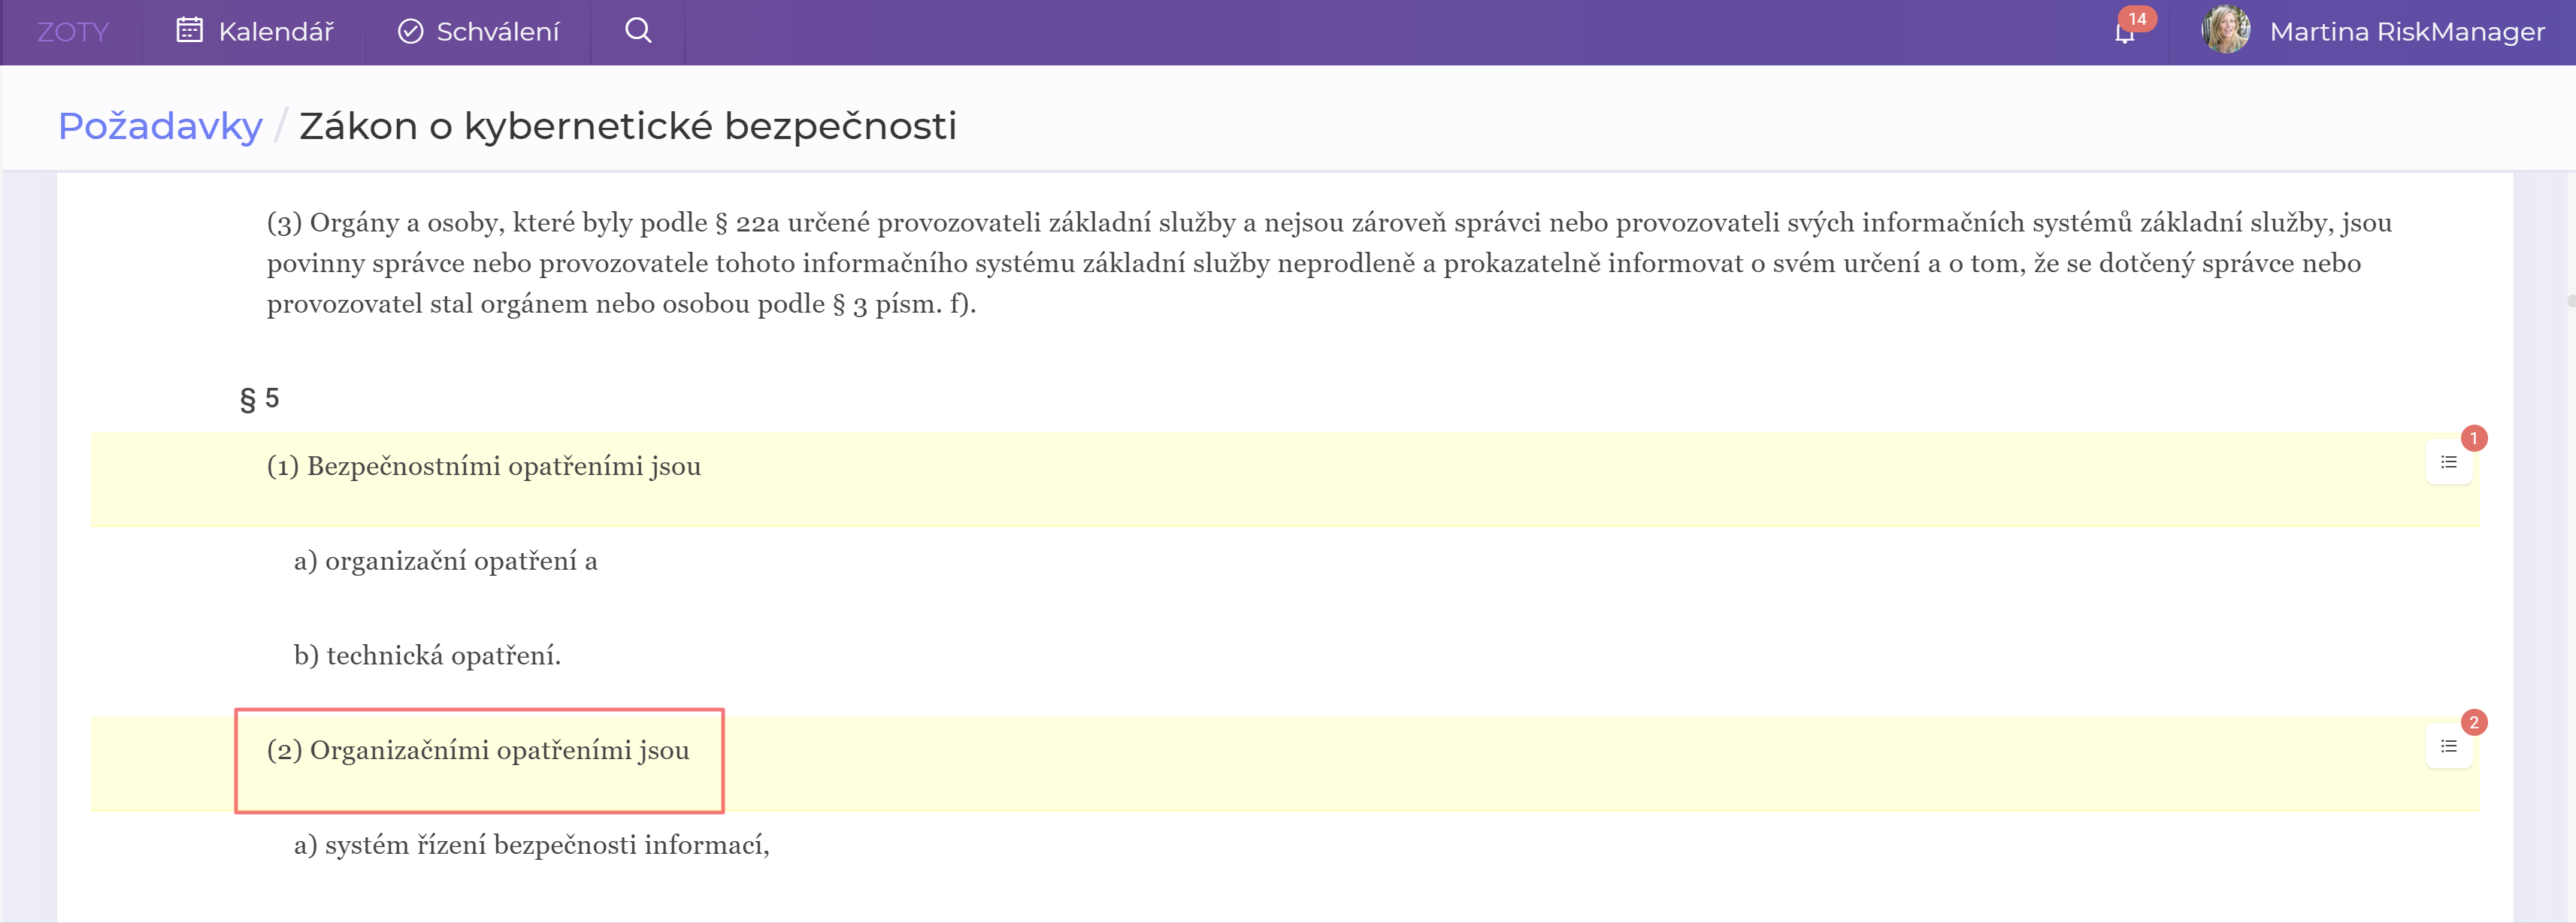 ZOTY Kalendář Schválení 14 Martina RiskManager
Požadavky / Zákon o kybernetické bezpečnosti
(3) Orgány a osoby, které byly podle § 22a určené provozovateli základní služby a nejsou zároveň správci nebo provozovateli svých informačních systémů základní služby, jsou
povinny správce nebo provozovatele tohoto informačního systému základní služby neprodleně a prokazatelně informovat o svém určení a o tom, že se dotčený správce nebo
provozovatel stal orgánem nebo osobou podle § 3 písm. f).
§ 5
1
(1) Bezpečnostními opatřeními jsou
a) organizační opatření a
b) technická opatření.
2
(2) Organizačními opatřeními jsou
a) systém řízení bezpečnosti informací,